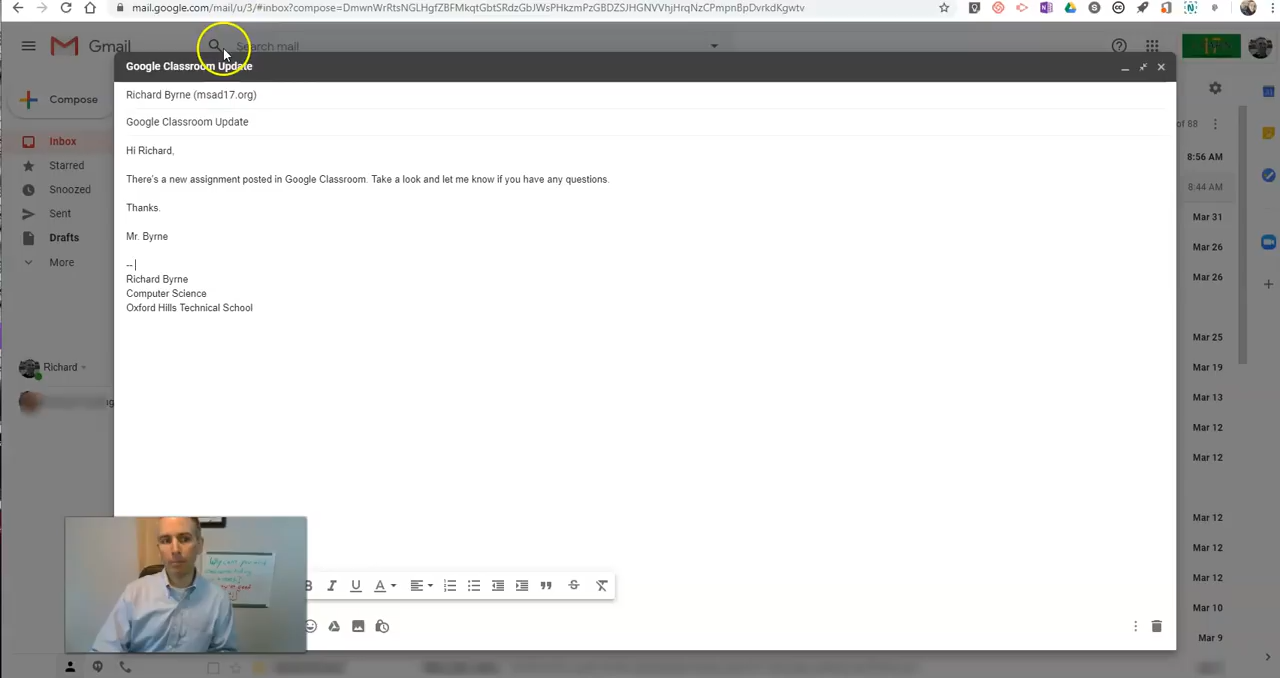 mail.google.com/mail/u/3/#inbox?compose=DmwnWrRtsNGLHgfZBFMkqtGbtSRdzGbJWsPHkzmPzGBDZSJHGNVVhjHrqNzCPmpnBpDvrkdKgwtv
Gmail
Search mail
17
Google Classroom Update
Richard Byrne (msad17.org)
Compose
of 88
Google Classroom Update
Inbox
Hi Richard,
8:56 AM
Starred
There's a new assignment posted in Google Classroom. Take a look and let me know if you have any questions.
8:44 AM
Snoozed
Thanks.
Sent
Mar 31
Drafts
Mr. Byrne
Mar 26
More
--
Mar 26
Richard Byrne
Computer Science
Oxford Hills Technical School
Mar 25
Richard
Mar 19
Mar 13
Mar 12
Mar 12
Mar 12
Mar 12
Mar 12
Mar 10
Mar 9